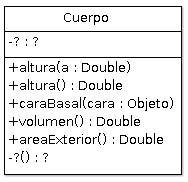 Cuerpo
-? : ?
+altura(a : Double)
+altura() : Double
+caraBasal(cara : Objeto)
+volumen() : Double
+areaExterior() : Double
-?() : ?